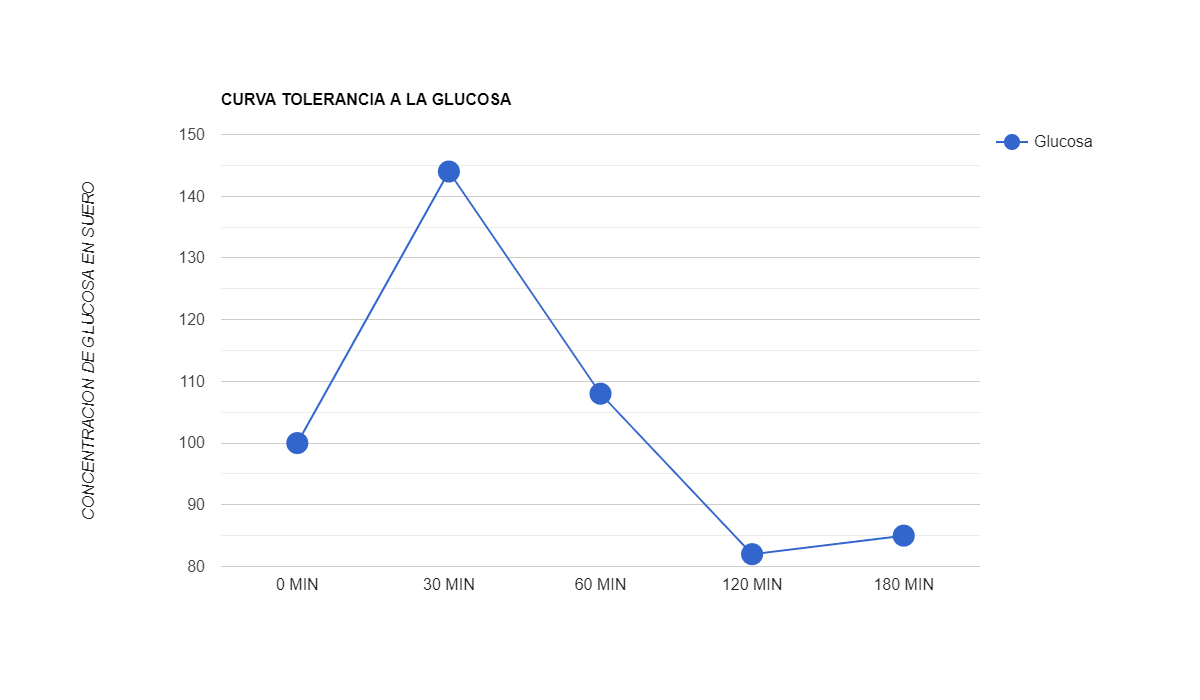 CURVA TOLERANCIA A LA GLUCOSA
CONCENTRACION DE GLUCOSA EN SUERO
150
140
130
120
110
100
90
80
0 MIN
30 MIN
60 MIN
120 MIN
180 MIN
Glucosa